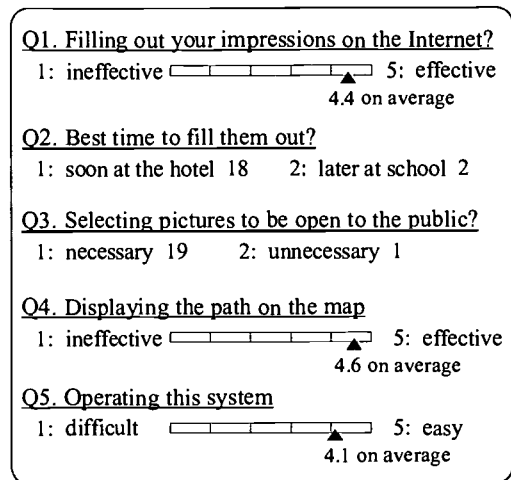 Q1. Filling out your impressions on the Internet?
1: ineffective 5: effective
4.4 on average
Q2. Best time to fill them out?
1: soon at the hotel 18 2: later at school 2
Q3. Selecting pictures to be open to the public?
1: necessary 19 2: unnecessary 1
Q4. Displaying the path on the map
1: ineffective 5: effective
4.6 on average
Q5. Operating this system
1: difficult 5: easy
4.1 on average